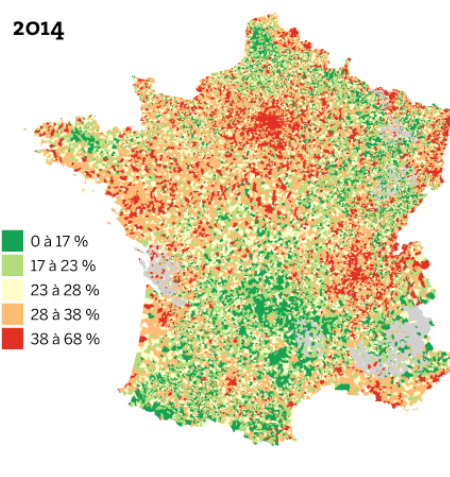 2014
0 à 17 %
17 à 23 %
23 à 28 %
28 à 38 %
38 à 68 %